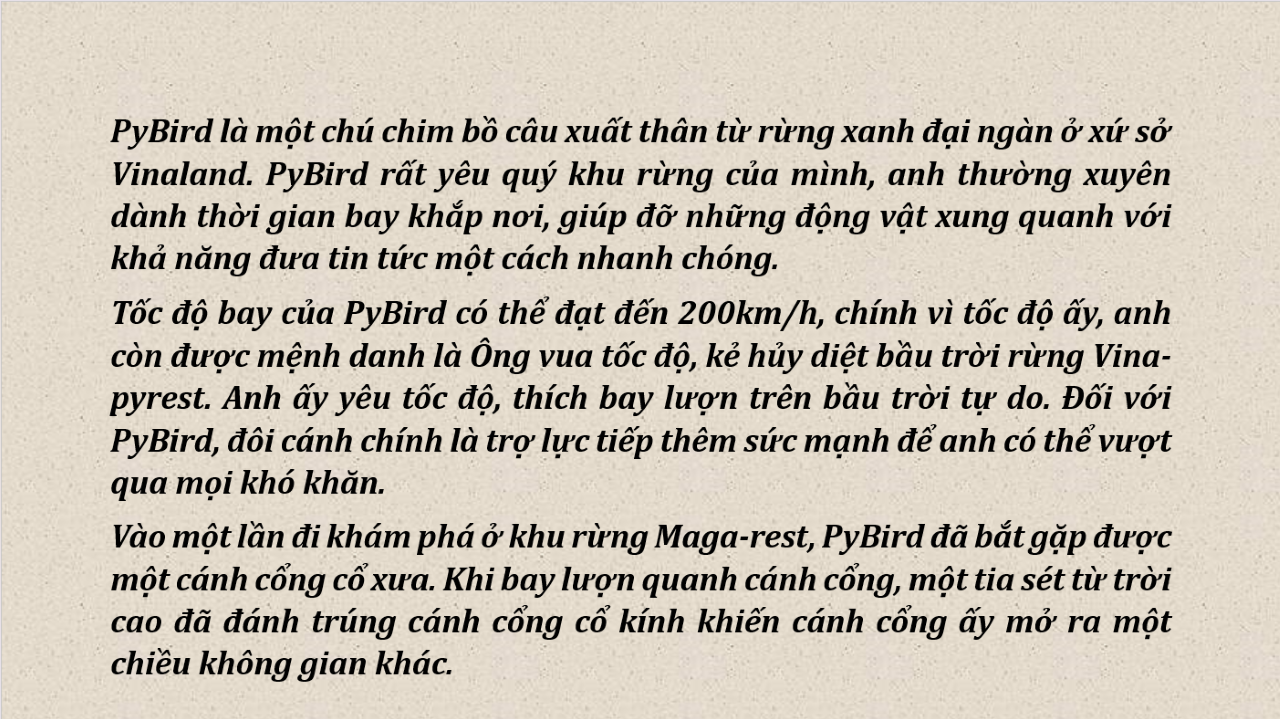 PyBird là một chú chim bồ câu xuất thân từ rừng xanh đại ngàn ở xứ sở
Vinaland. PyBird rất yêu quý khu rừng của mình, anh thường xuyên
dành thời gian bay khắp nơi, giúp đỡ những động vật xung quanh với
khả năng đưa tin tức một cách nhanh chóng.
Tốc độ bay của PyBird có thể đạt đến 200km/h, chính vì tốc độ ấy, anh
còn được mệnh danh là Ông vua tốc độ, kẻ hủy diệt bầu trời rừng Vina-
pyrest. Anh ấy yêu tốc độ, thích bay lượn trên bầu trời tự do. Đối với
PyBird, đôi cánh chính là trợ lực tiếp thêm sức mạnh để anh có thể vượt
qua mọi khó khăn.
Vào một lần đi khám phá ở khu rừng Maga-rest, PyBird đã bắt gặp được
một cánh cổng cổ xưa. Khi bay lượn quanh cánh cổng, một tia sét từ trời
cao đã đánh trúng cánh cổng cổ kính khiến cánh cổng ấy mở ra một
chiều không gian khác.